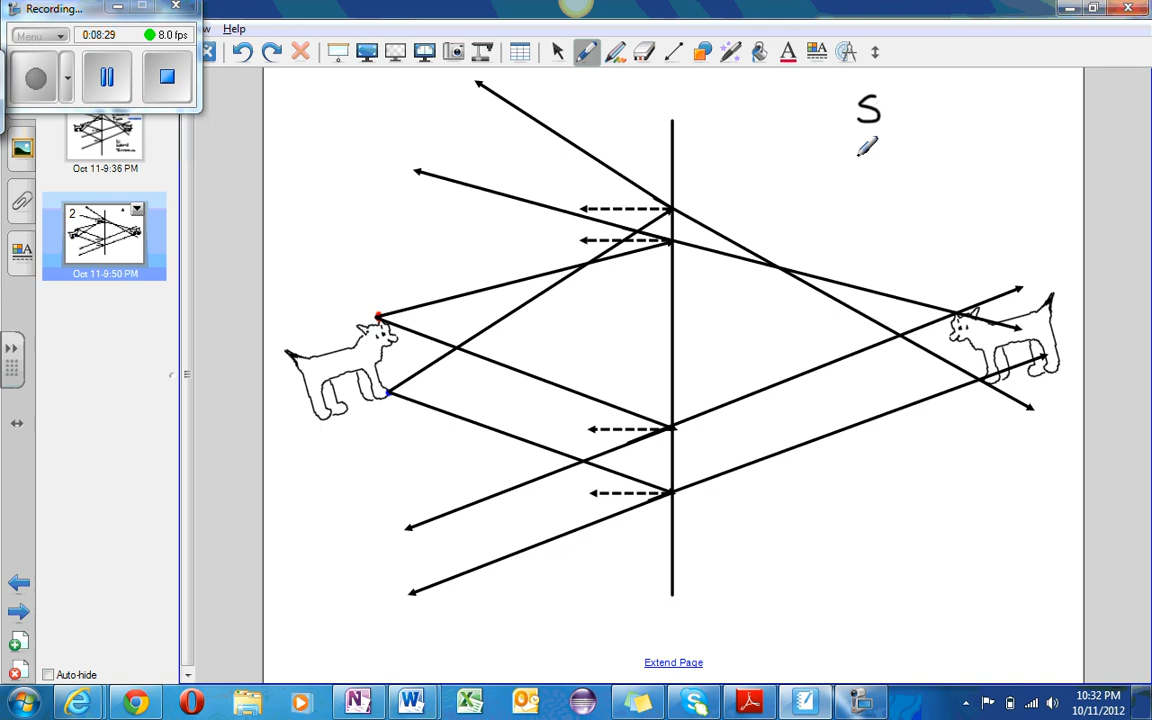 Recording...
Menu
0:08:29
8.0 fps
w
Help
A
S
Oct 11-9:36 PM
2
Oct 11-9:50 PM
Extend Page
Auto-hide
10:32 PM
10/11/2012